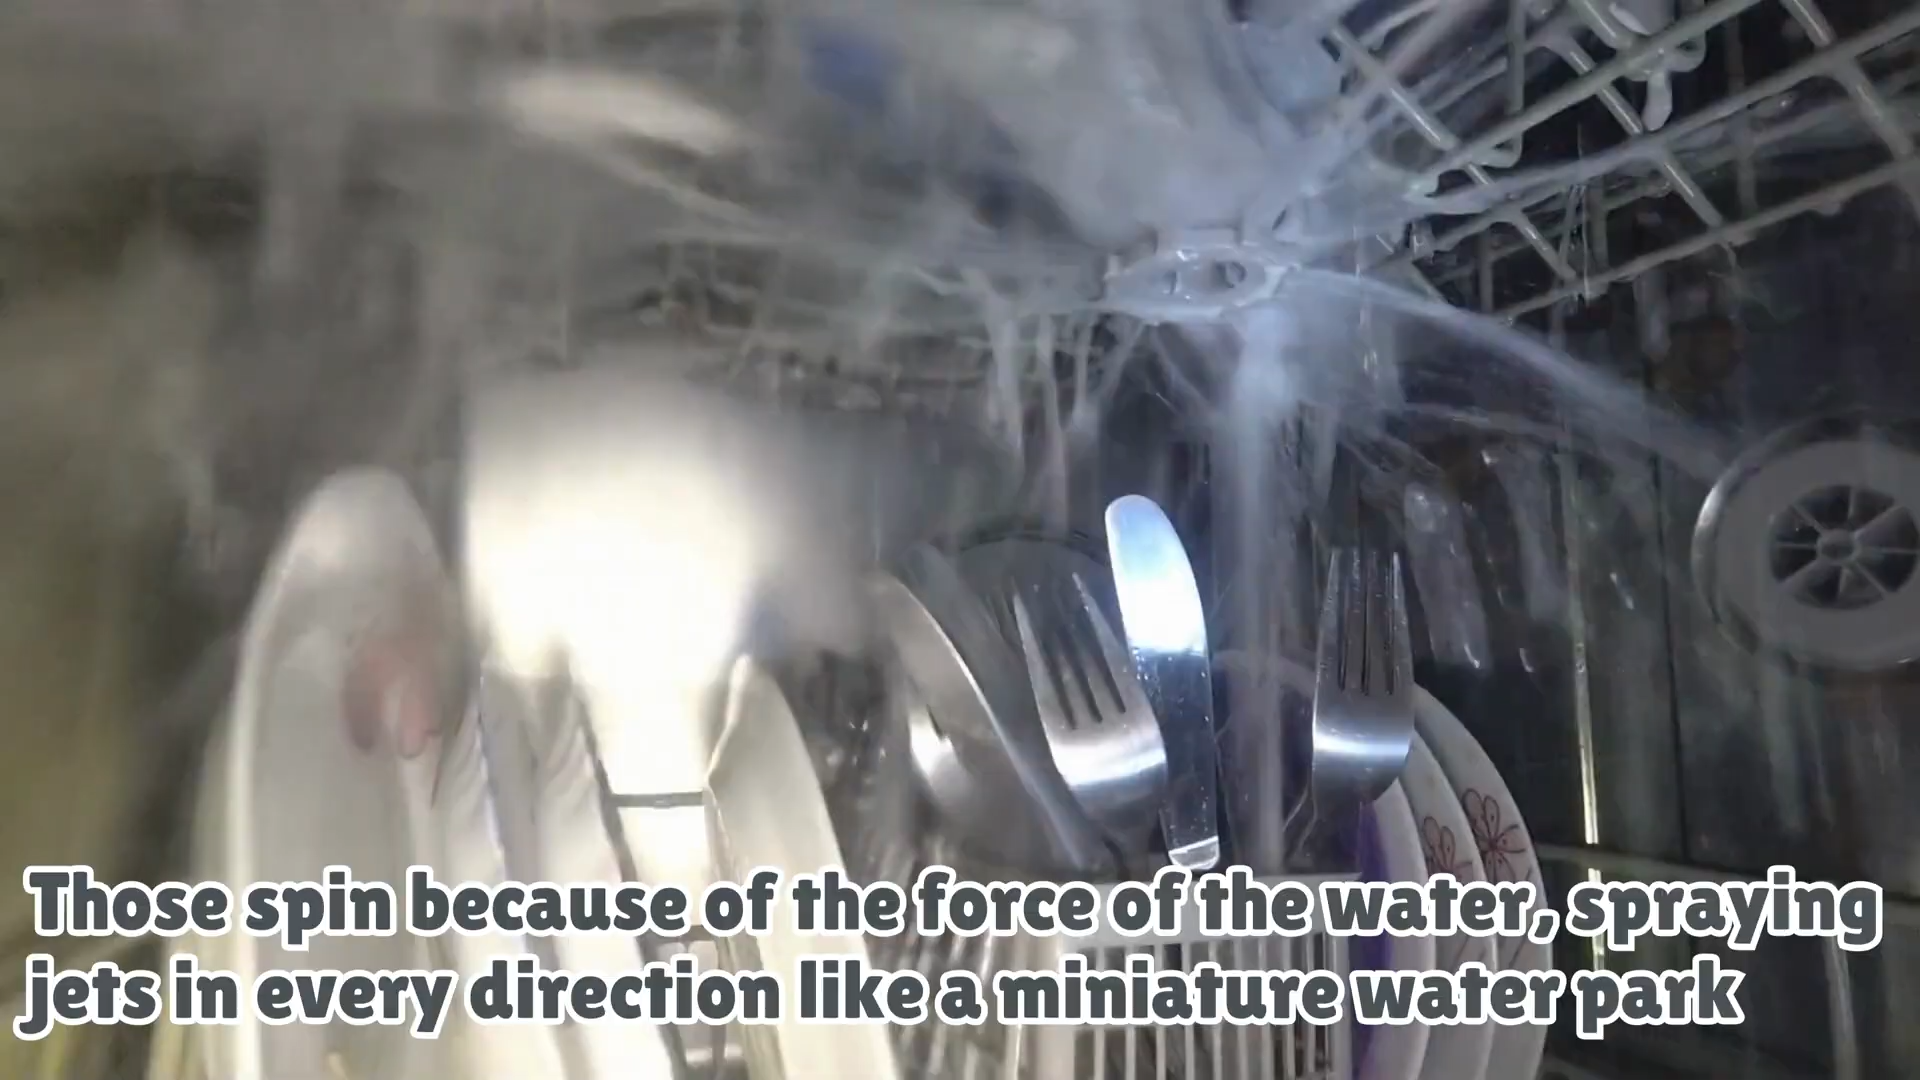 Those spin because of the force of the water, spraying
jets in every direction like a miniature water park